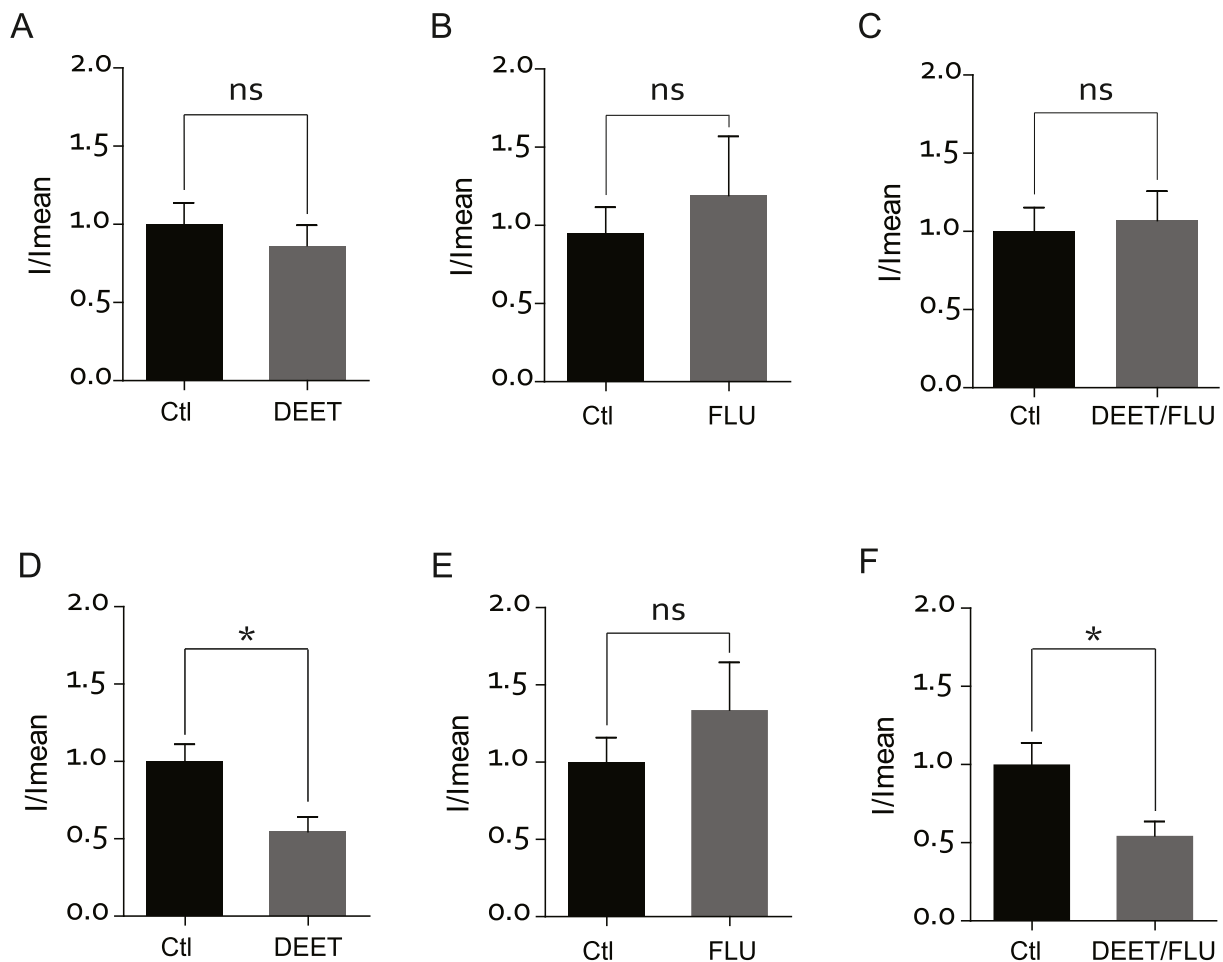 A
B
C
2.0
ns
1.5
1.0
0.5
0.0
I/Imean
Ctl
DEET
2.0
ns
1.5
1.0
0.5
0.0
I/Imean
Ctl
FLU
2.0
ns
1.5
1.0
0.5
0.0
I/Imean
Ctl
DEET/FLU
D
E
F
2.0
*
1.5
1.0
0.5
0.0
I/Imean
Ctl
DEET
2.0
ns
1.5
1.0
0.5
0.0
I/Imean
Ctl
FLU
2.0
*
1.5
1.0
0.5
0.0
I/Imean
Ctl
DEET/FLU